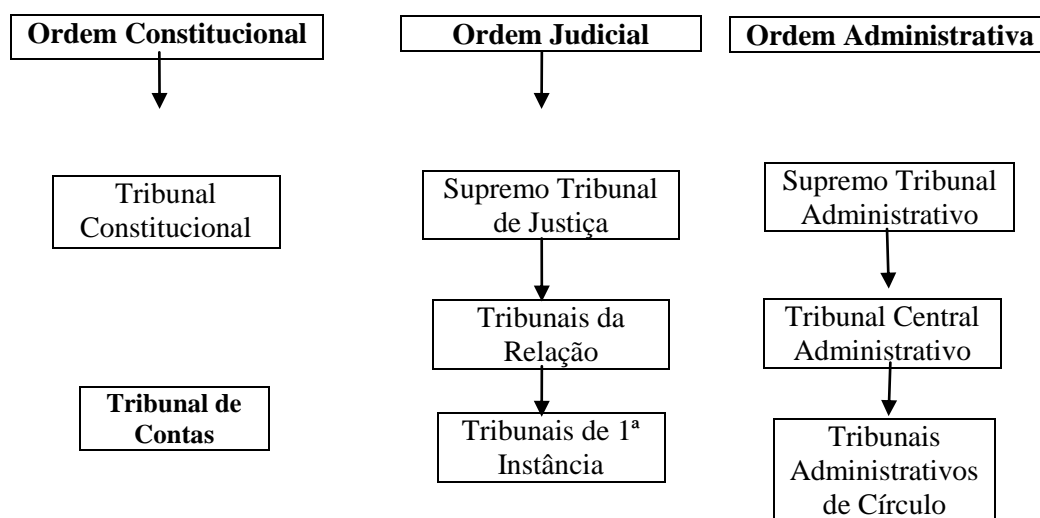 Ordem Constitucional
Ordem Judicial
Ordem Administrativa
Tribunal
Constitucional
Supremo Tribunal
de Justiça
Supremo Tribunal
Administrativo
Tribunais da
Relação
Tribunal Central
Administrativo
Tribunal de
Contas
Tribunais de 1ª
Instância
Tribunais
Administrativos
de Círculo